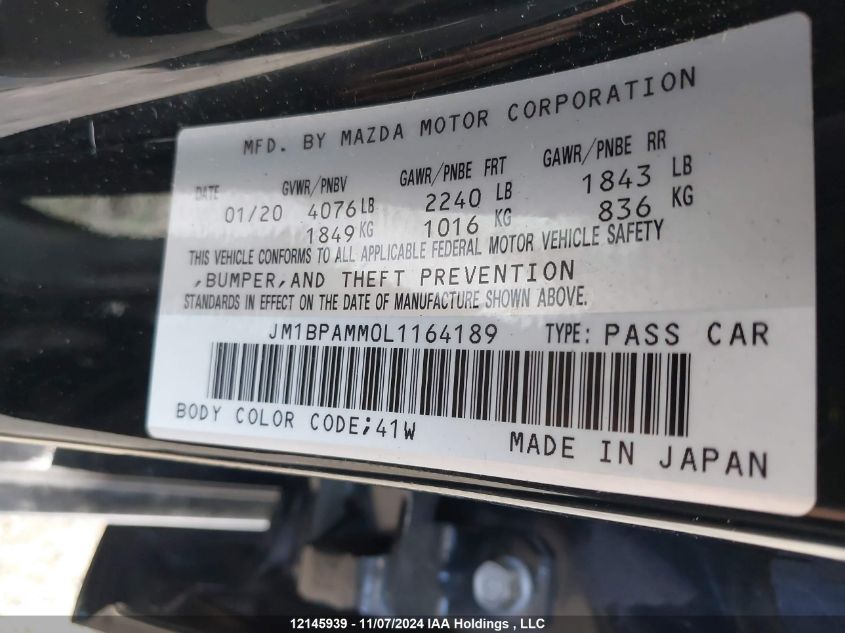 MFD. BY MAZDA MOTOR CORPORATION
DATE GVWR/PNBV GAWR/PNBE FRT GAWR/PNBE RR
01/20 4076 LB 2240 LB 1843 LB
1849 KG 1016 KG 836 KG
THIS VEHICLE CONFORMS TO ALL APPLICABLE FEDERAL MOTOR VEHICLE SAFETY
,BUMPER,AND THEFT PREVENTION
STANDARDS IN EFFECT ON THE DATE OF MANUFACTURE SHOWN ABOVE.
JM1BPAMM0L1164189 TYPE: PASS CAR
BODY COLOR CODE;41W
MADE IN JAPAN
12145939 - 11/07/2024 IAA Holdings , LLC